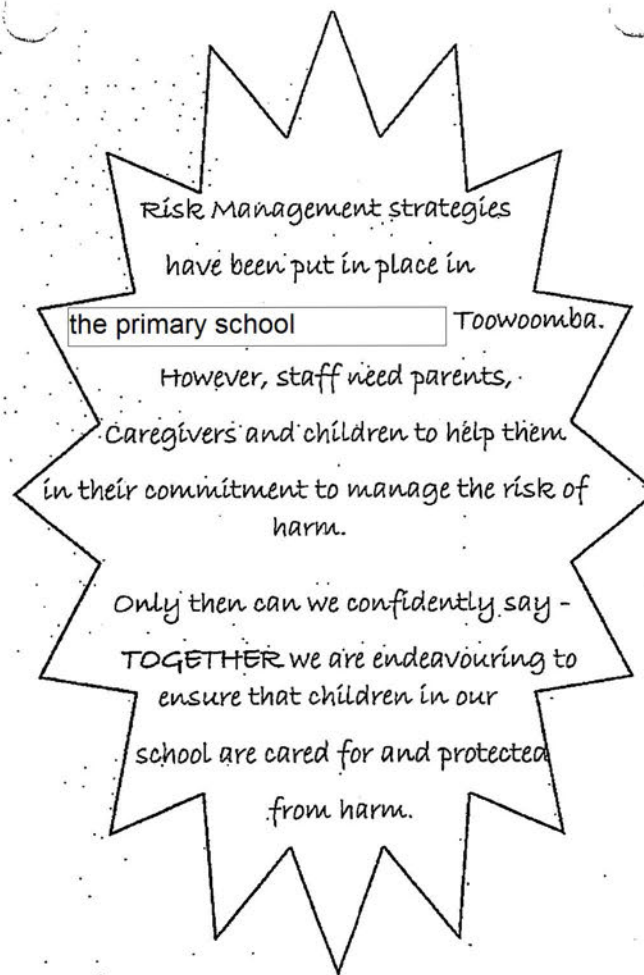 Risk Management strategies
have been put in place in
the primary school Toowoomba.
However, staff need parents,
Caregivers and children to help them
in their commitment to manage the risk of
harm.
Only then can we confidently say -
TOGETHER we are endeavouring to
ensure that children in our
school are cared for and protected
from harm.